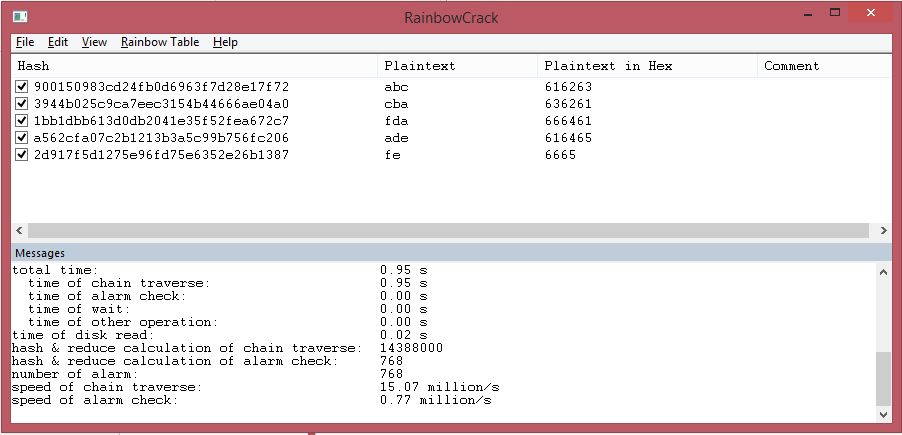 RainbowCrack
File Edit View Rainbow Table Help
Hash Plaintext Plaintext in Hex Comment
900150983cd24fb0d6963f7d28e17f72 abc 616263
3944b025c9ca7eec3154b44666ae04a0 cba 636261
1bb1dbb613d0db2041e35f52fea672c7 fda 666461
a562cfa07c2b1213b3a5c99b756fc206 ade 616465
2d917f5d1275e96fd75e6352e26b1387 fe 6665
Messages
total time: 0.95 s
time of chain traverse: 0.95 s
time of alarm check: 0.00 s
time of wait: 0.00 s
time of other operation: 0.00 s
time of disk read: 0.02 s
hash & reduce calculation of chain traverse: 14388000
hash & reduce calculation of alarm check: 768
number of alarm: 768
speed of chain traverse: 15.07 million/s
speed of alarm check: 0.77 million/s